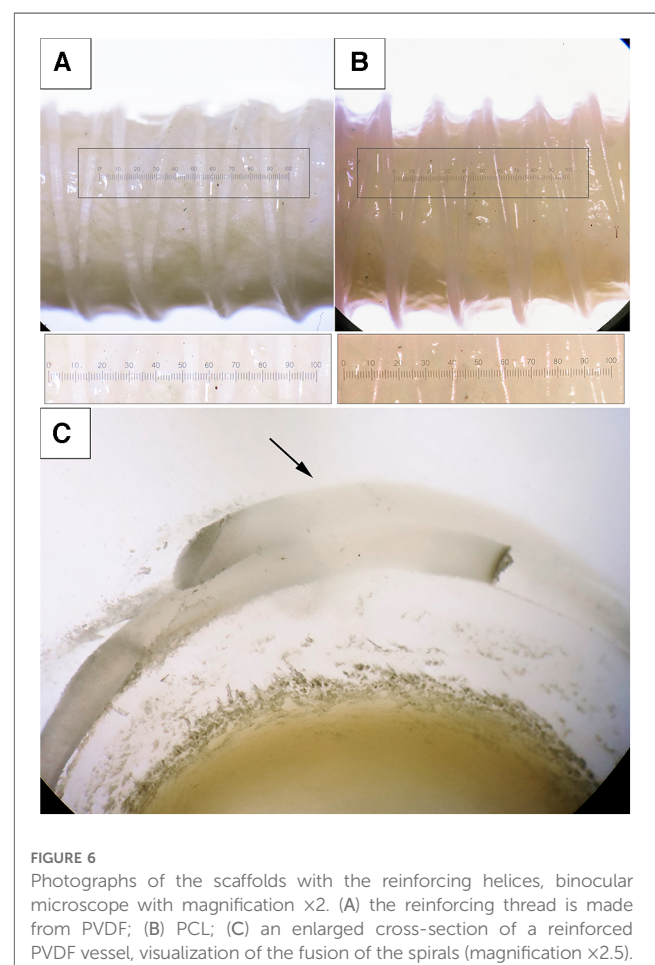 A
B
0 10 20 30 40 50 60 70 80 90 100
0 10 20 30 40 50 60 70 80 90 100
C
FIGURE 6
Photographs of the scaffolds with the reinforcing helices, binocular
microscope with magnification ×2. (A) the reinforcing thread is made
from PVDF; (B) PCL; (C) an enlarged cross-section of a reinforced
PVDF vessel, visualization of the fusion of the spirals (magnification ×2.5).